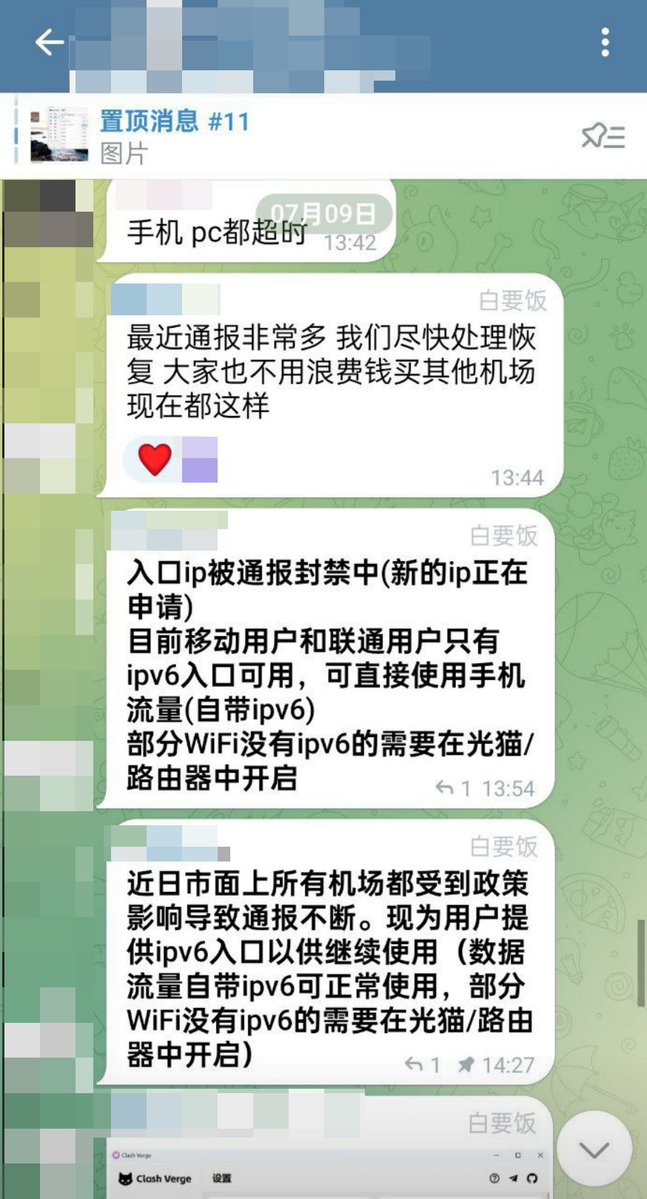 置顶消息 #11
图片
07月09日
手机 pc都超时
13:42
白要饭
最近通报非常多 我们尽快处理恢
复 大家也不用浪费钱买其他机场
现在都这样
13:44
白要饭
入口ip被通报封禁中(新的ip正在
申请)
目前移动用户和联通用户只有
ipv6入口可用，可直接使用手机
流量(自带ipv6)
部分WiFi没有ipv6的需要在光猫/
路由器中开启
1 13:54
白要饭
近日市面上所有机场都受到政策
影响导致通报不断。现为用户提
供ipv6入口以供继续使用（数据
流量自带ipv6可正常使用，部分
WiFi没有ipv6的需要在光猫/路由
器中开启）
1 14:27
白要饭
Clash Verge
Clash Verge 设置